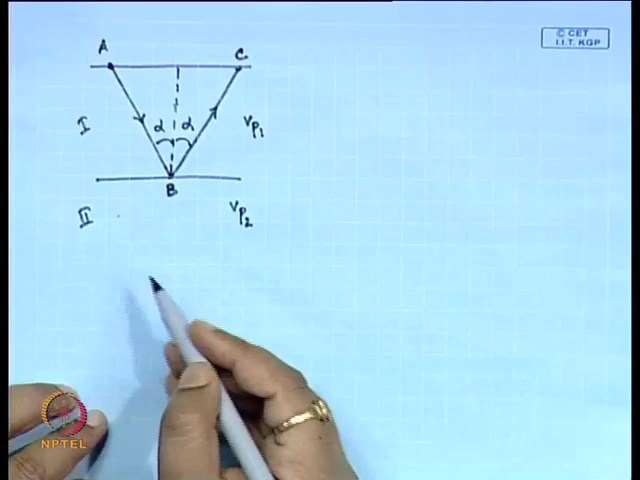 © CET
I.I.T. KGP
A
C
I
α
α
VP1
B
II
VP2
NPTEL